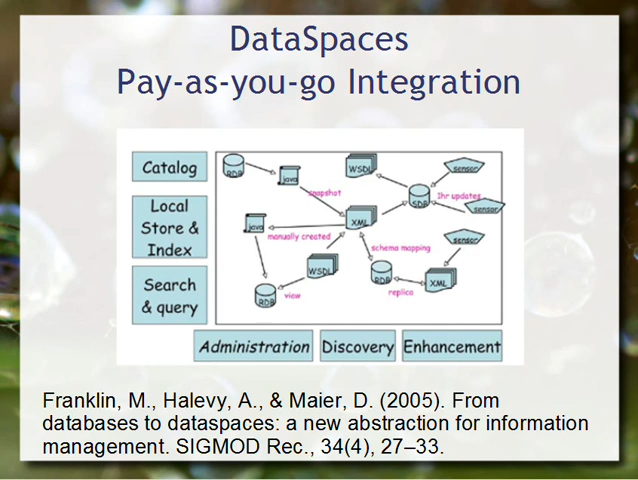 DataSpaces
Pay-as-you-go Integration
Catalog
Local
Store &
Index
Search
& query
RDB
java
WSDL
sensor
snapshot
SDB
1hr updates
sensor
java
XML
manually created
schema mapping
sensor
WSDL
RDB
view
RDB
replica
XML
Administration
Discovery
Enhancement
Franklin, M., Halevy, A., & Maier, D. (2005). From
databases to dataspaces: a new abstraction for information
management. SIGMOD Rec., 34(4), 27–33.